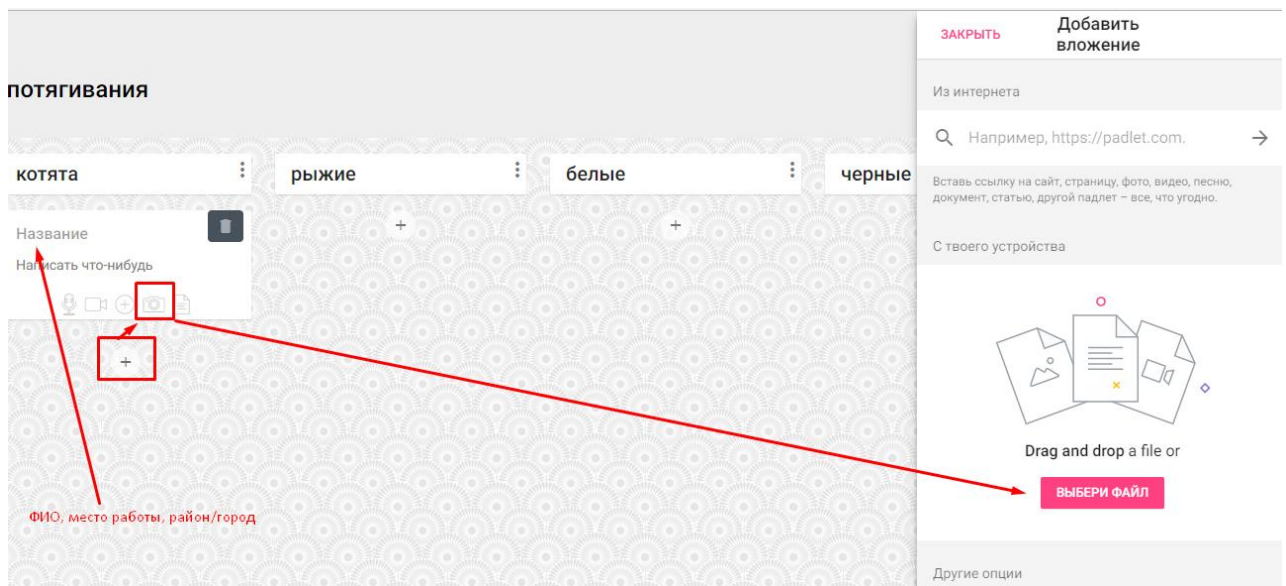 потягивания
котята
рыжие
белые
черные
Название
Написать что-нибудь
+
+
+
ФИО, место работы, район/город
ЗАКРЫТЬ
Добавить
вложение
Из интернета
Например, https://padlet.com.
Вставь ссылку на сайт, страницу, фото, видео, песню,
документ, статью, другой падлет – все, что угодно.
С твоего устройства
Drag and drop a file or
ВЫБЕРИ ФАЙЛ
Другие опции